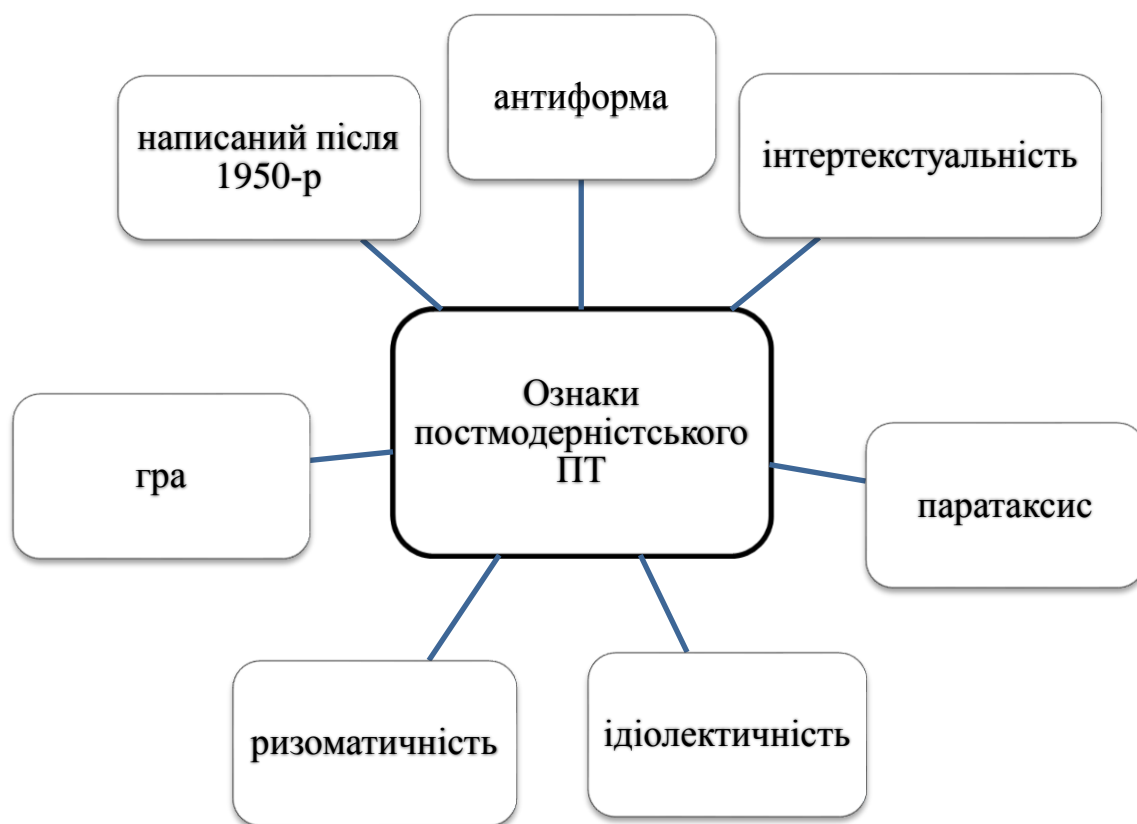 антиформа
написаний після
1950-р
інтертекстуальність
Ознаки
постмодерністського
ПТ
гра
паратаксис
ризоматичність
ідіолектичність